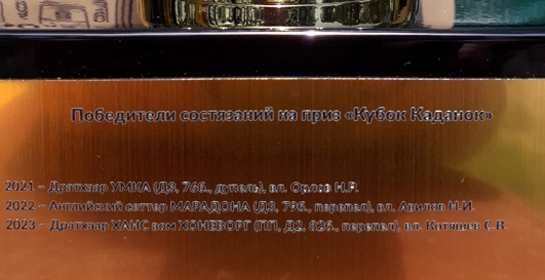 Победители состязаний на приз «Кубок Каданок»
2021 – Дратхаар УМКА (Д3, 76б., дупель), вл. Орлов Н.Р.
2022 – Английский сеттер МАРАДОНА (Д3, 79б., перепел), вл. Авилов Н.И.
2023 – Дратхаар ХАНС вом ХОНЕБОРГ (ПП, Д2, 82б., перепел), вл. Катяшев С.В.